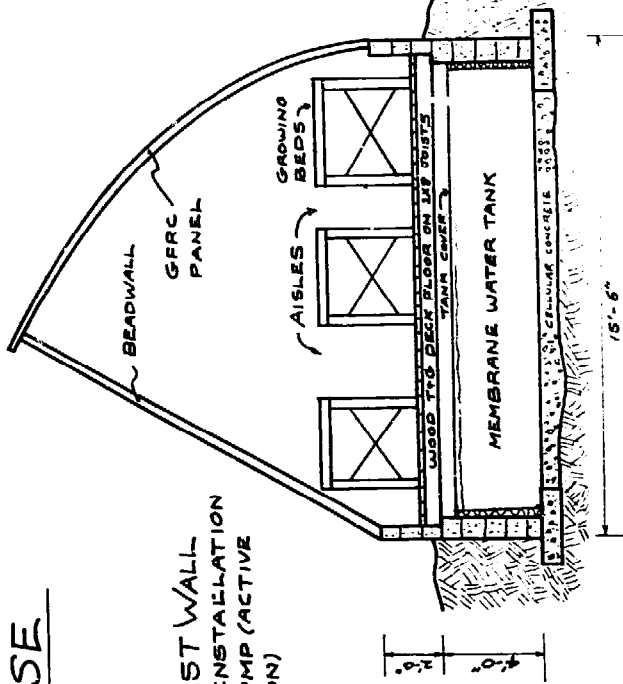 SE
ST WALL
NSTALLATION
MP (ACTIVE
ON)
BEADWALL
GFRC
PANEL
AISLES
GROWING
BEDS
WOOD T+G DECK FLOOR ON 2X8 JOISTS
TANK COVER
MEMBRANE WATER TANK
CELLULAR CONCRETE
2'-0"
4'-0"
15'-6"